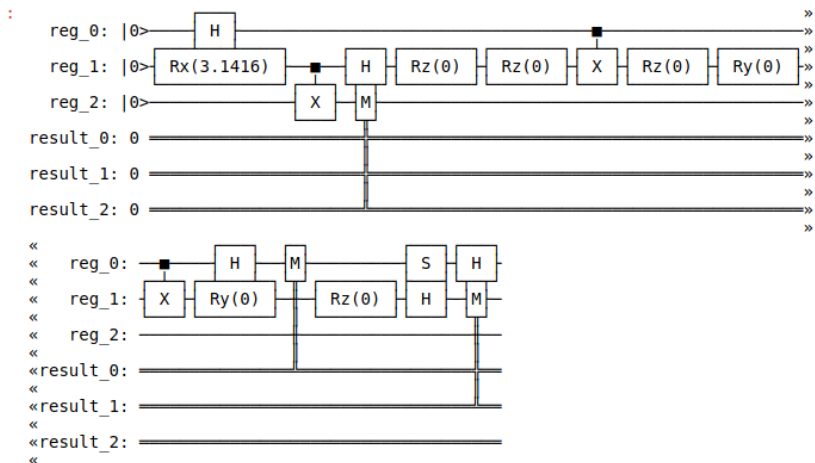 :
H »
reg_0: |0> »
reg_1: |0> Rx(3.1416) H Rz(0) Rz(0) X Rz(0) Ry(0) »
»
reg_2: |0> X M »
»
result_0: 0 »
»
result_1: 0 »
»
result_2: 0 »
»
«
« reg_0: H M S H
«
« reg_1: X Ry(0) Rz(0) H M
«
« reg_2:
«
«result_0:
«
«result_1:
«
«result_2:
«